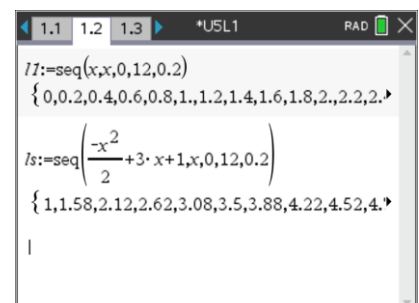 1.1 1.2 1.3 *U5L1 RAD
l1:=seq(x,x,0,12,0.2)
{0,0.2,0.4,0.6,0.8,1.,1.2,1.4,1.6,1.8,2.,2.2,2.
ls:=seq(-x²/2+3·x+1,x,0,12,0.2)
{1,1.58,2.12,2.62,3.08,3.5,3.88,4.22,4.52,4.